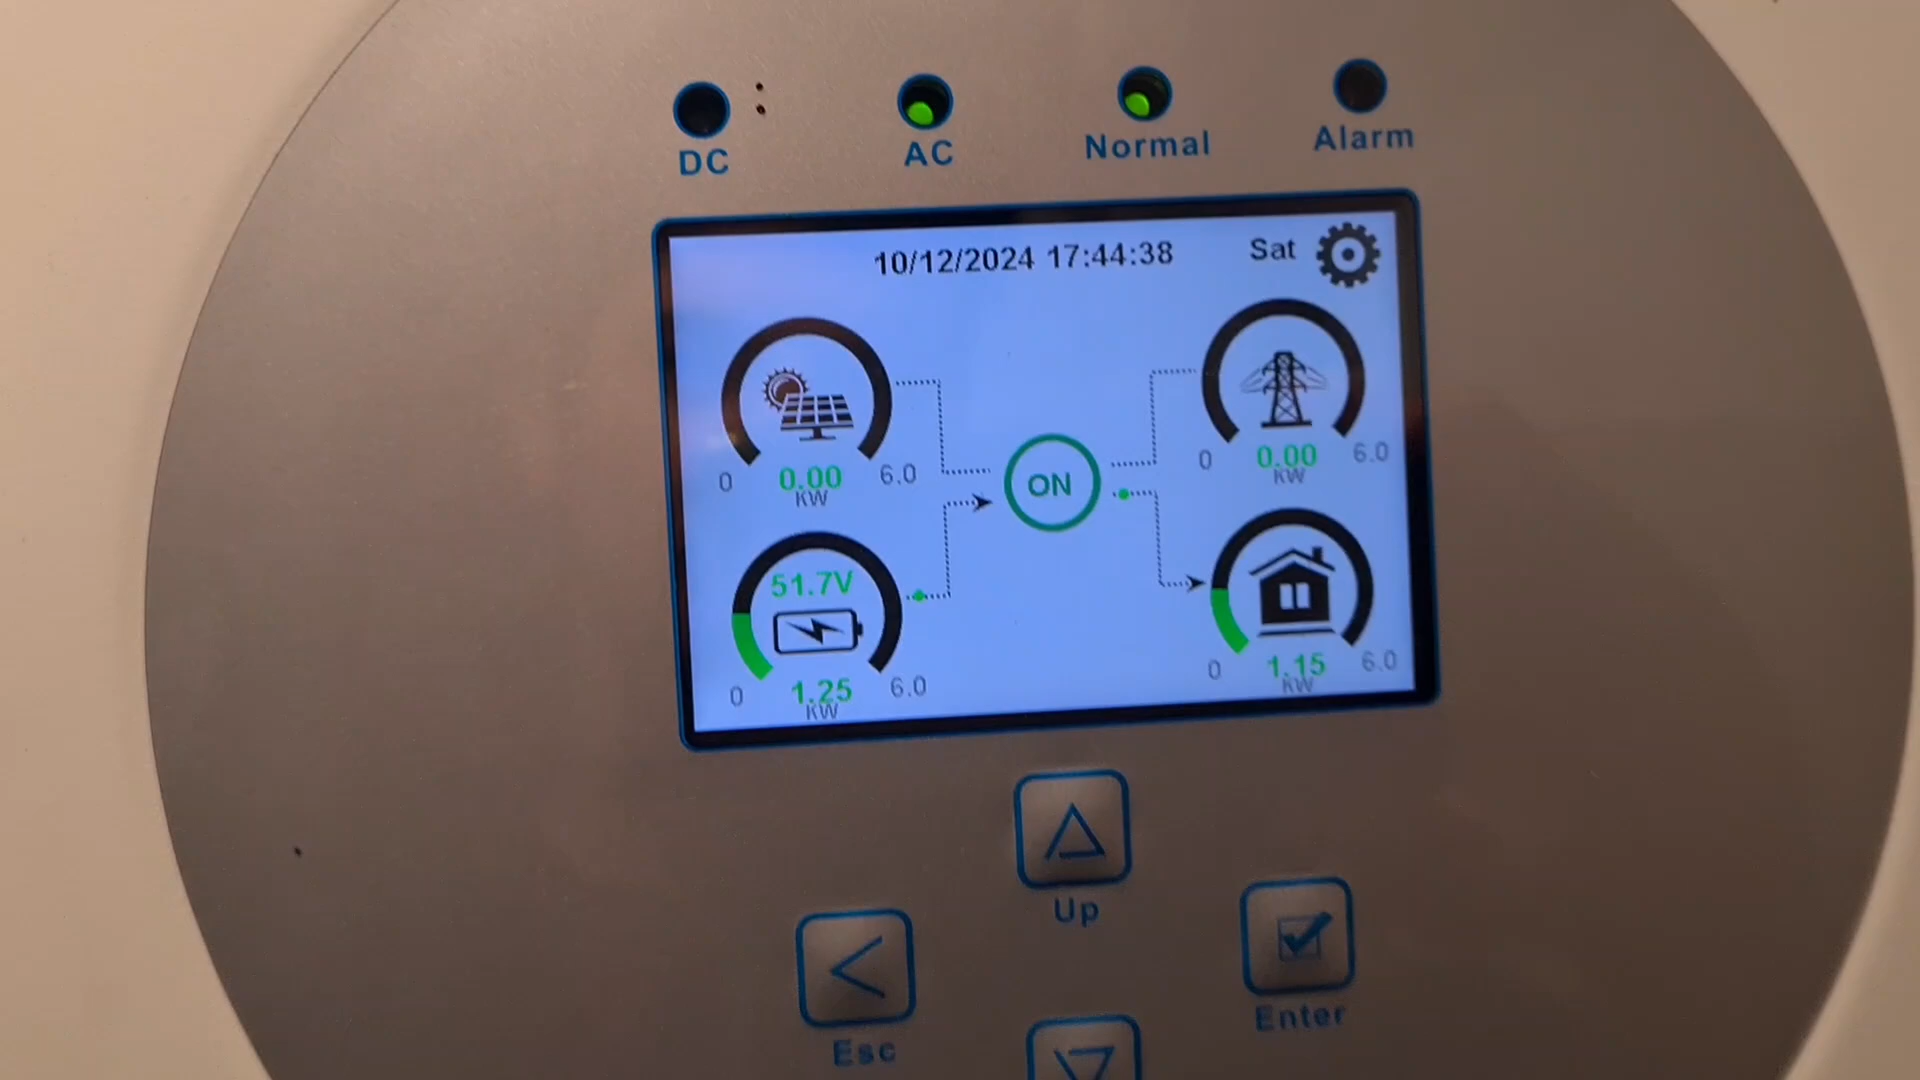 DC
AC
Normal
Alarm
10/12/2024 17:44:38 Sat
0 0.00 6.0
KW
0 0.00 6.0
KW
ON
51.7V
0 1.25 6.0
KW
0 1.15 6.0
KW
Up
Esc
Enter